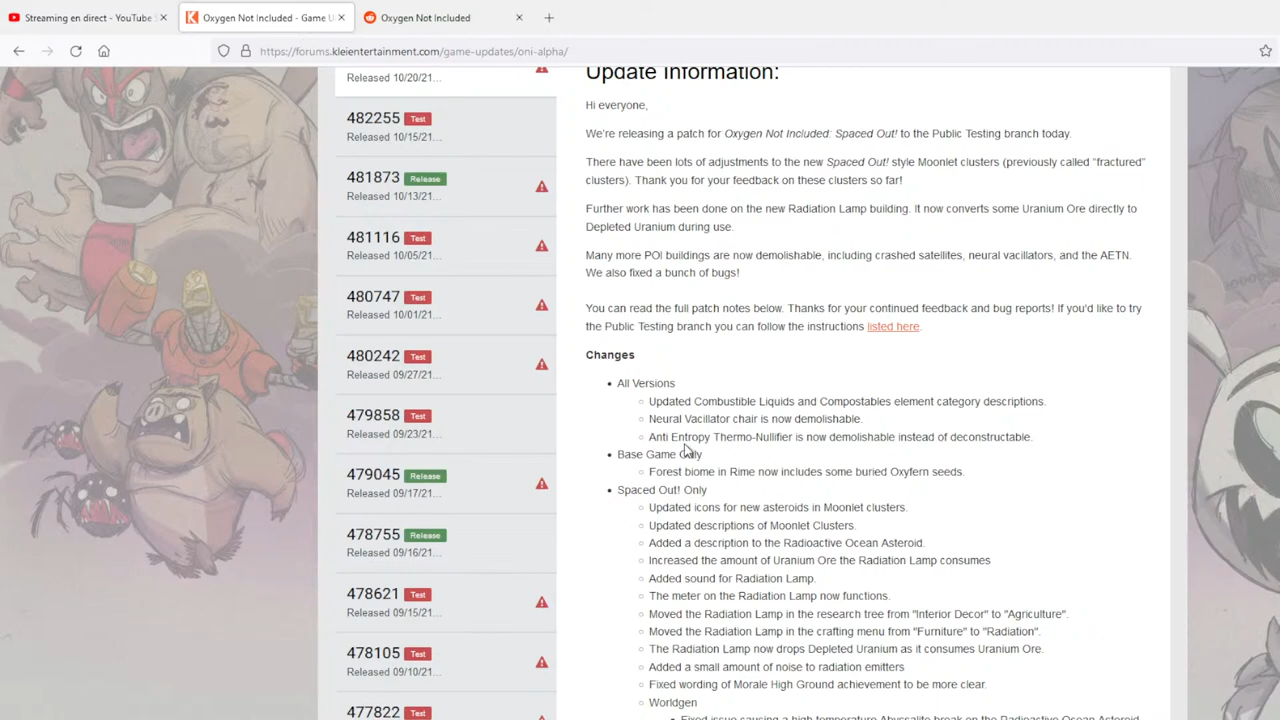 Streaming en direct - YouTube S
Oxygen Not Included - Game U
Oxygen Not Included
https://forums.kleientertainment.com/game-updates/oni-alpha/
Released 10/20/21...
482255 Test
Released 10/15/21...
481873 Release
Released 10/13/21...
481116 Test
Released 10/05/21...
480747 Test
Released 10/01/21...
480242 Test
Released 09/27/21...
479858 Test
Released 09/23/21...
479045 Release
Released 09/17/21...
478755 Release
Released 09/16/21...
478621 Test
Released 09/15/21...
478105 Test
Released 09/10/21...
477822 Test
Update Information:
Hi everyone,
We're releasing a patch for Oxygen Not Included: Spaced Out! to the Public Testing branch today.
There have been lots of adjustments to the new Spaced Out! style Moonlet clusters (previously called "fractured"
clusters). Thank you for your feedback on these clusters so far!
Further work has been done on the new Radiation Lamp building. It now converts some Uranium Ore directly to
Depleted Uranium during use.
Many more POI buildings are now demolishable, including crashed satellites, neural vacillators, and the AETN.
We also fixed a bunch of bugs!
You can read the full patch notes below. Thanks for your continued feedback and bug reports! If you'd like to try
the Public Testing branch you can follow the instructions listed here.
Changes
All Versions
Updated Combustible Liquids and Compostables element category descriptions.
Neural Vacillator chair is now demolishable.
Anti Entropy Thermo-Nullifier is now demolishable instead of deconstructable.
Base Game Only
Forest biome in Rime now includes some buried Oxyfern seeds.
Spaced Out! Only
Updated icons for new asteroids in Moonlet clusters.
Updated descriptions of Moonlet Clusters.
Added a description to the Radioactive Ocean Asteroid.
Increased the amount of Uranium Ore the Radiation Lamp consumes
Added sound for Radiation Lamp.
The meter on the Radiation Lamp now functions.
Moved the Radiation Lamp in the research tree from "Interior Decor" to "Agriculture".
Moved the Radiation Lamp in the crafting menu from "Furniture" to "Radiation".
The Radiation Lamp now drops Depleted Uranium as it consumes Uranium Ore.
Added a small amount of noise to radiation emitters
Fixed wording of Morale High Ground achievement to be more clear.
Worldgen
Fixed issue causing a high temperature Abyssalite break on the Radioactive Ocean Asteroid